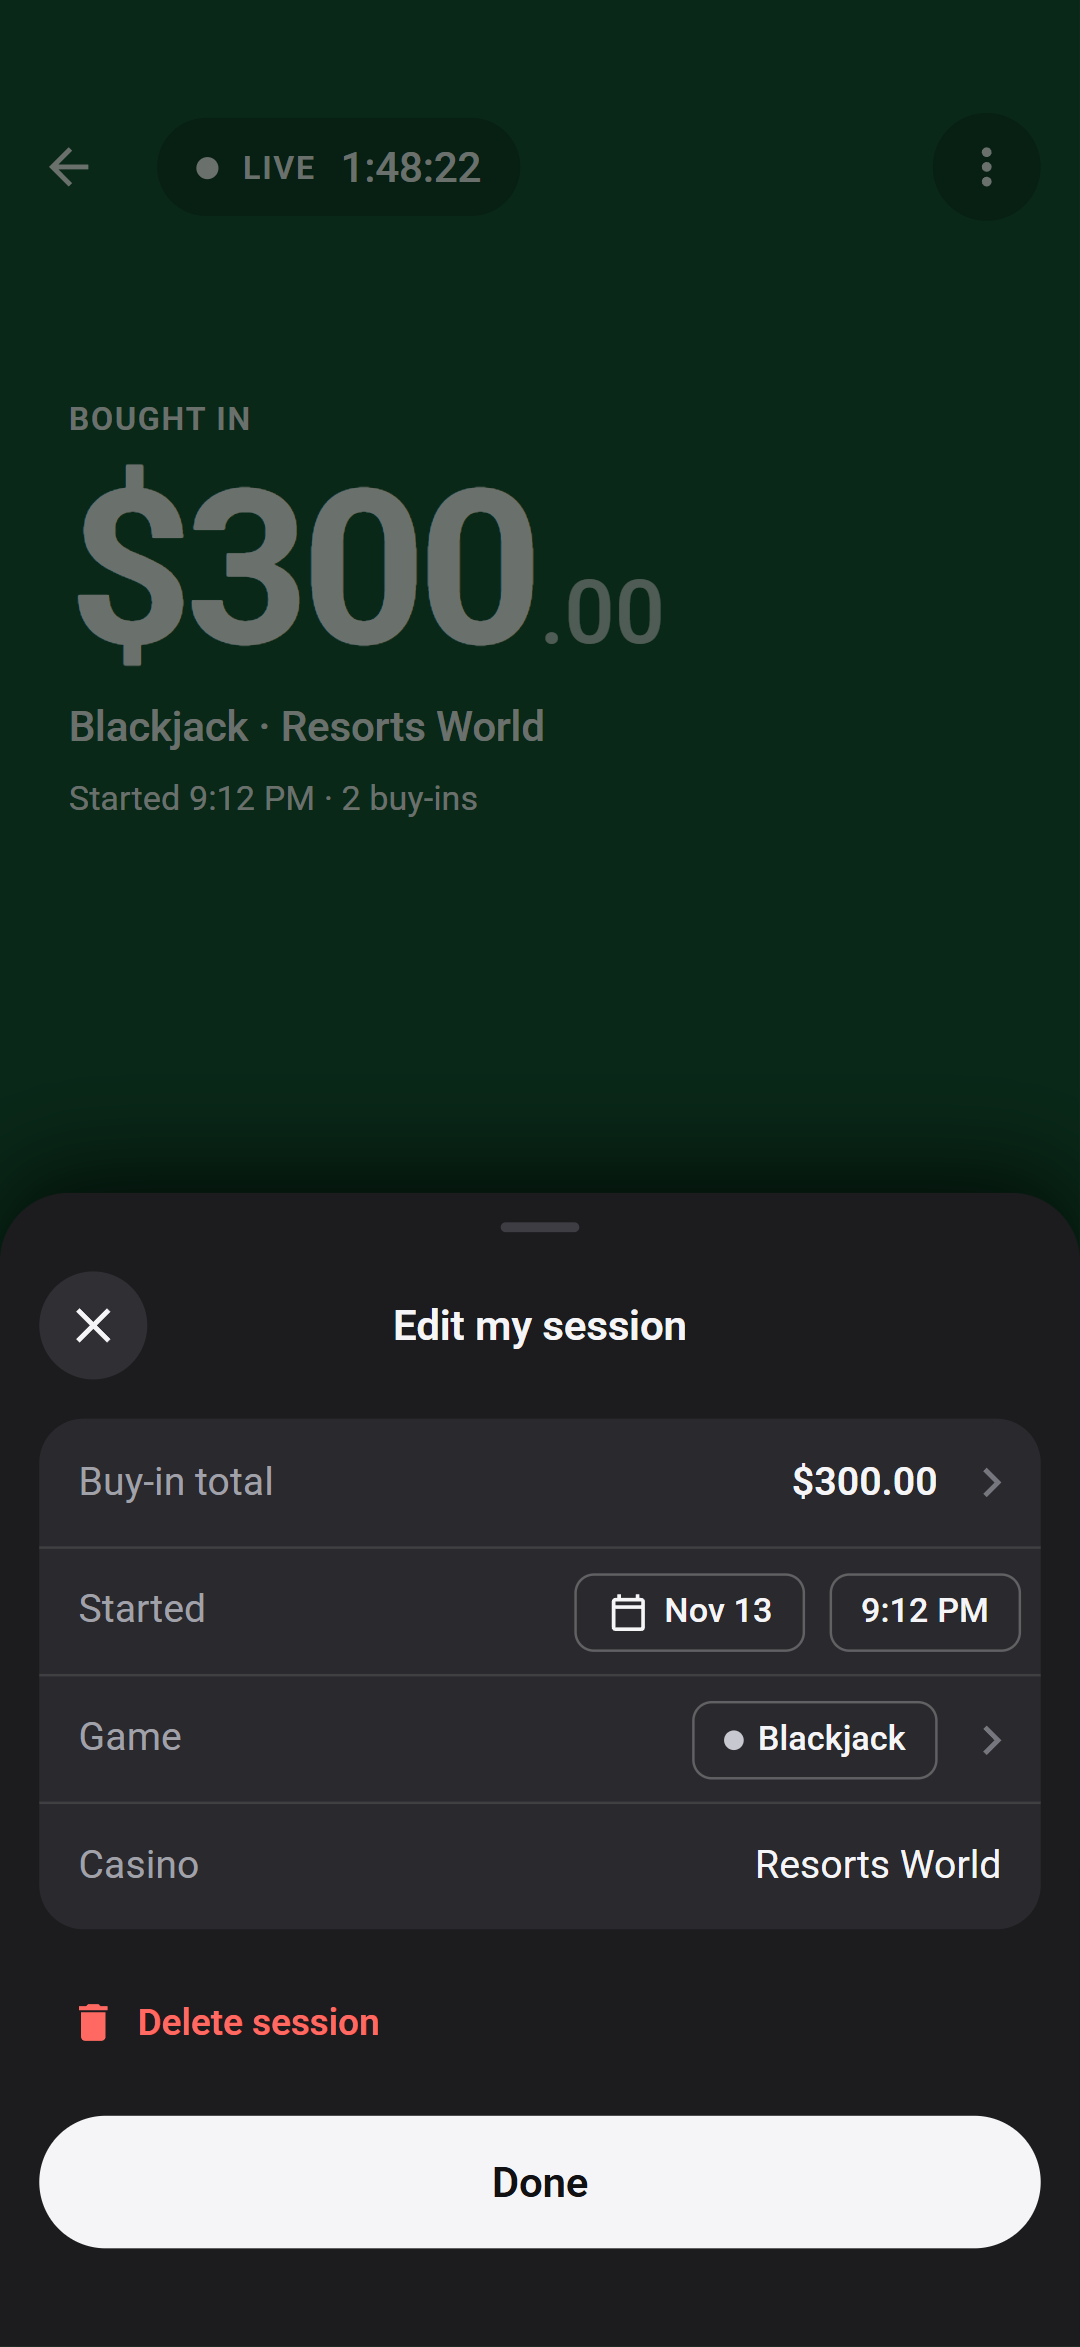 LIVE 1:48:22
BOUGHT IN
$300.00
Blackjack · Resorts World
Started 9:12 PM · 2 buy-ins
Edit my session
Buy-in total $300.00
Started Nov 13 9:12 PM
Game Blackjack
Casino Resorts World
Delete session
Done